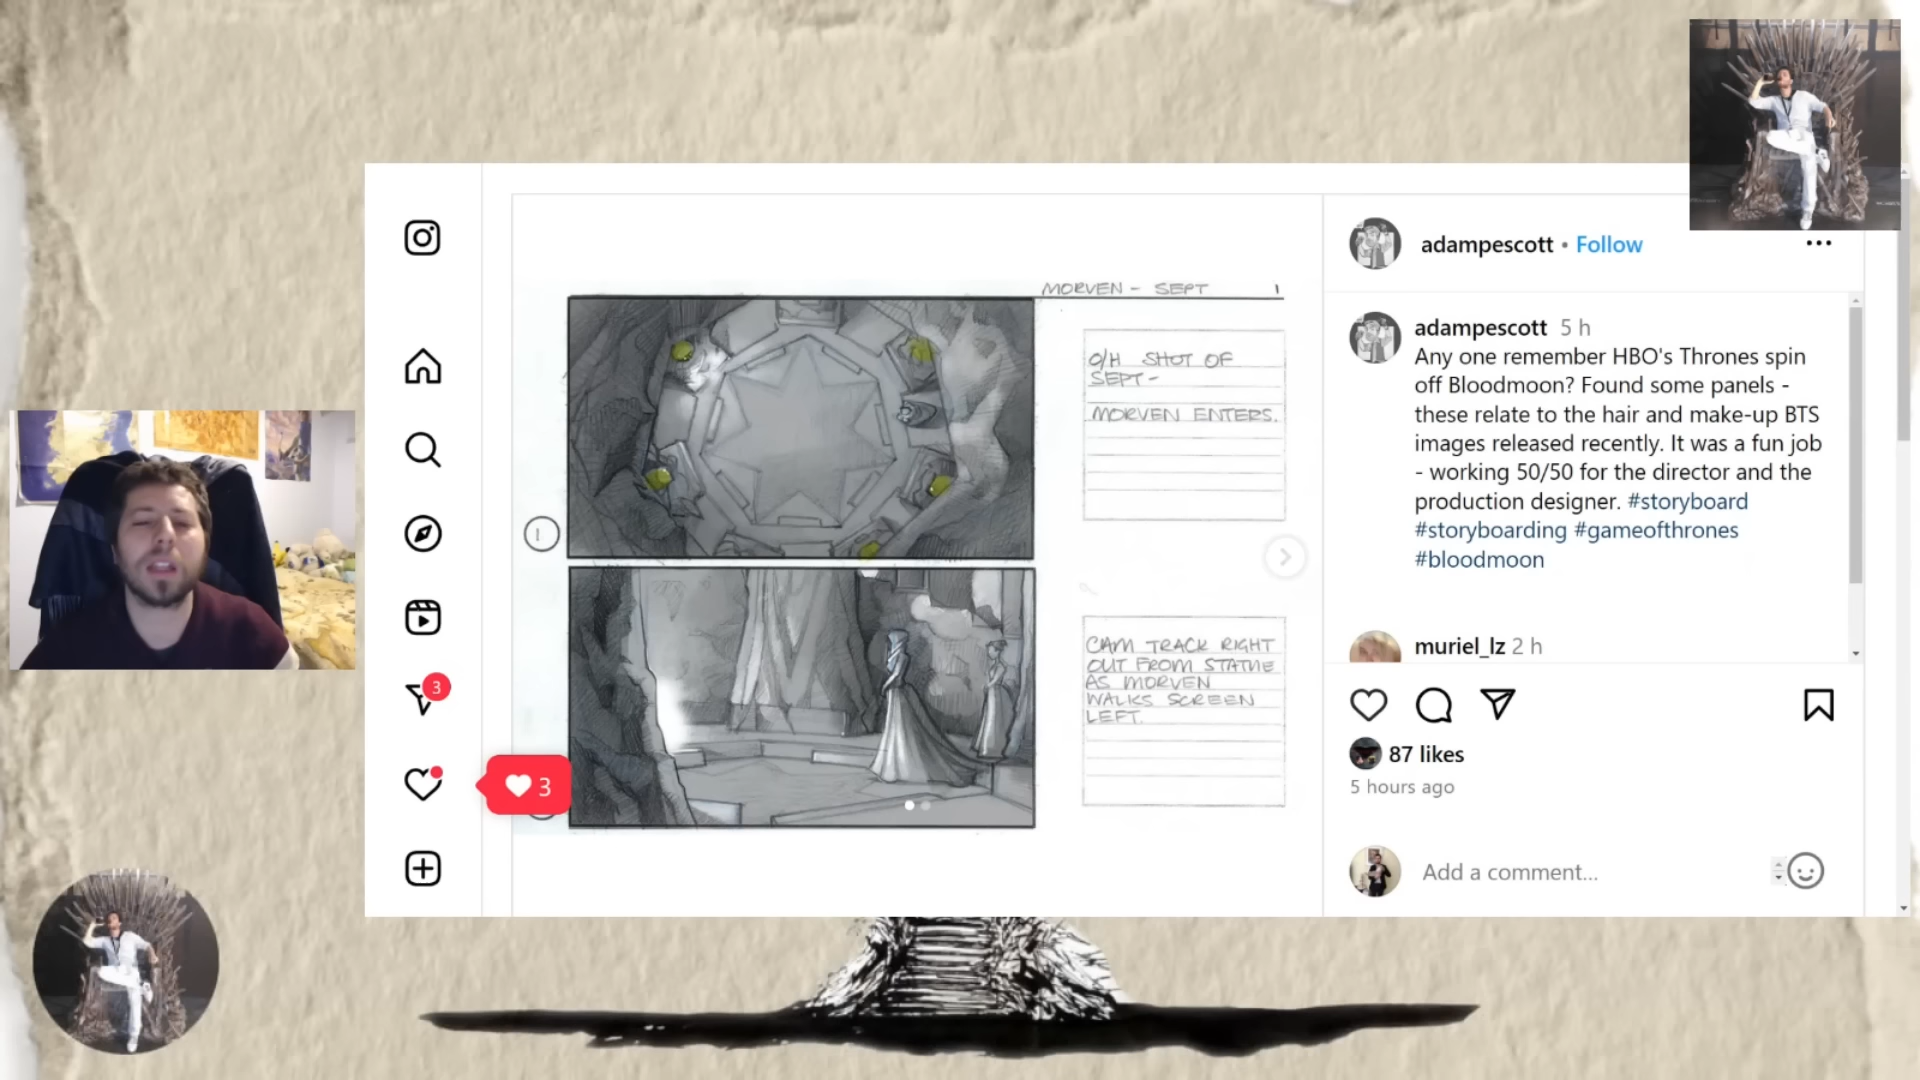 adampescott • Follow
MORVEN - SEPT 1
O/H SHOT OF
SEPT -
MORVEN ENTERS.
1
CAM TRACK RIGHT
OUT FROM STATUE
AS MORVEN
WALKS SCREEN
LEFT.
adampescott 5 h
Any one remember HBO's Thrones spin
off Bloodmoon? Found some panels -
these relate to the hair and make-up BTS
images released recently. It was a fun job
- working 50/50 for the director and the
production designer. #storyboard
#storyboarding #gameofthrones
#bloodmoon
muriel_lz 2 h
3
3
87 likes
5 hours ago
Add a comment...